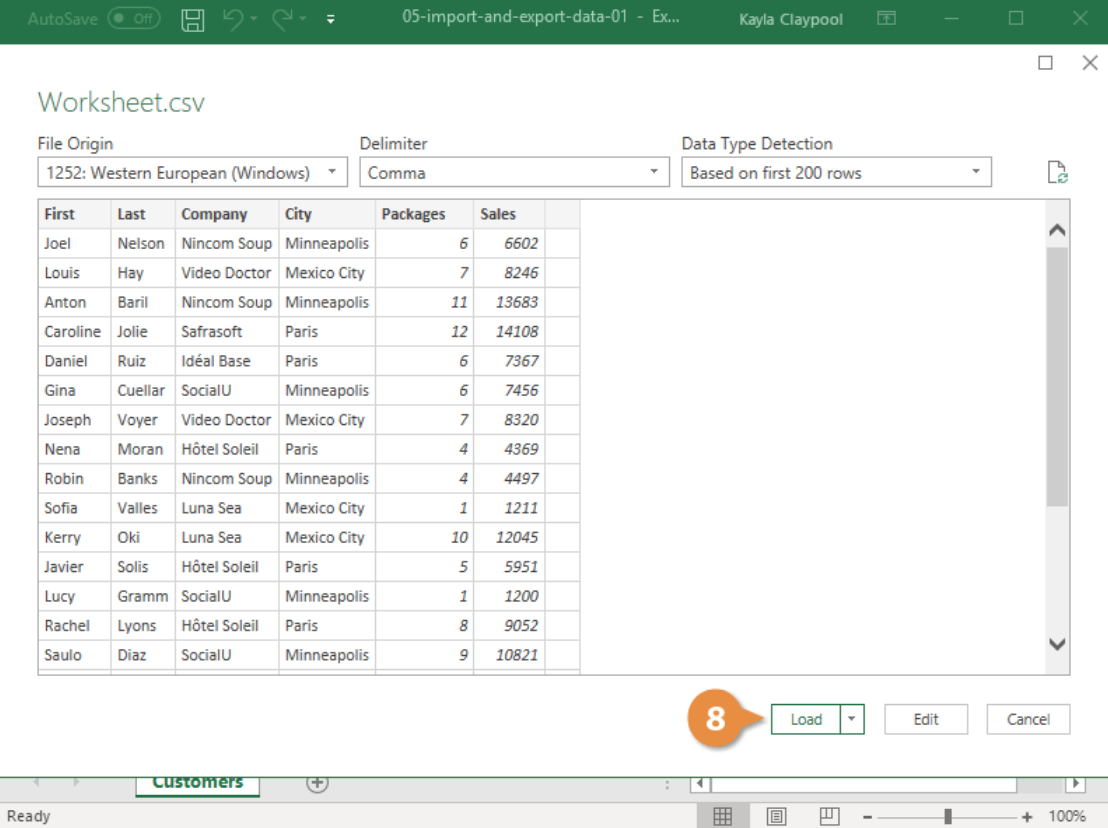 AutoSave Off 05-import-and-export-data-01 - Ex... Kayla Claypool
Worksheet.csv
File Origin Delimiter Data Type Detection
1252: Western European (Windows) Comma Based on first 200 rows
First Last Company City Packages Sales
Joel Nelson Nincom Soup Minneapolis 6 6602
Louis Hay Video Doctor Mexico City 7 8246
Anton Baril Nincom Soup Minneapolis 11 13683
Caroline Jolie Safrasoft Paris 12 14108
Daniel Ruiz Idéal Base Paris 6 7367
Gina Cuellar SocialU Minneapolis 6 7456
Joseph Voyer Video Doctor Mexico City 7 8320
Nena Moran Hôtel Soleil Paris 4 4369
Robin Banks Nincom Soup Minneapolis 4 4497
Sofia Valles Luna Sea Mexico City 1 1211
Kerry Oki Luna Sea Mexico City 10 12045
Javier Solis Hôtel Soleil Paris 5 5951
Lucy Gramm SocialU Minneapolis 1 1200
Rachel Lyons Hôtel Soleil Paris 8 9052
Saulo Diaz SocialU Minneapolis 9 10821
8 Load Edit Cancel
Customers
Ready 100%